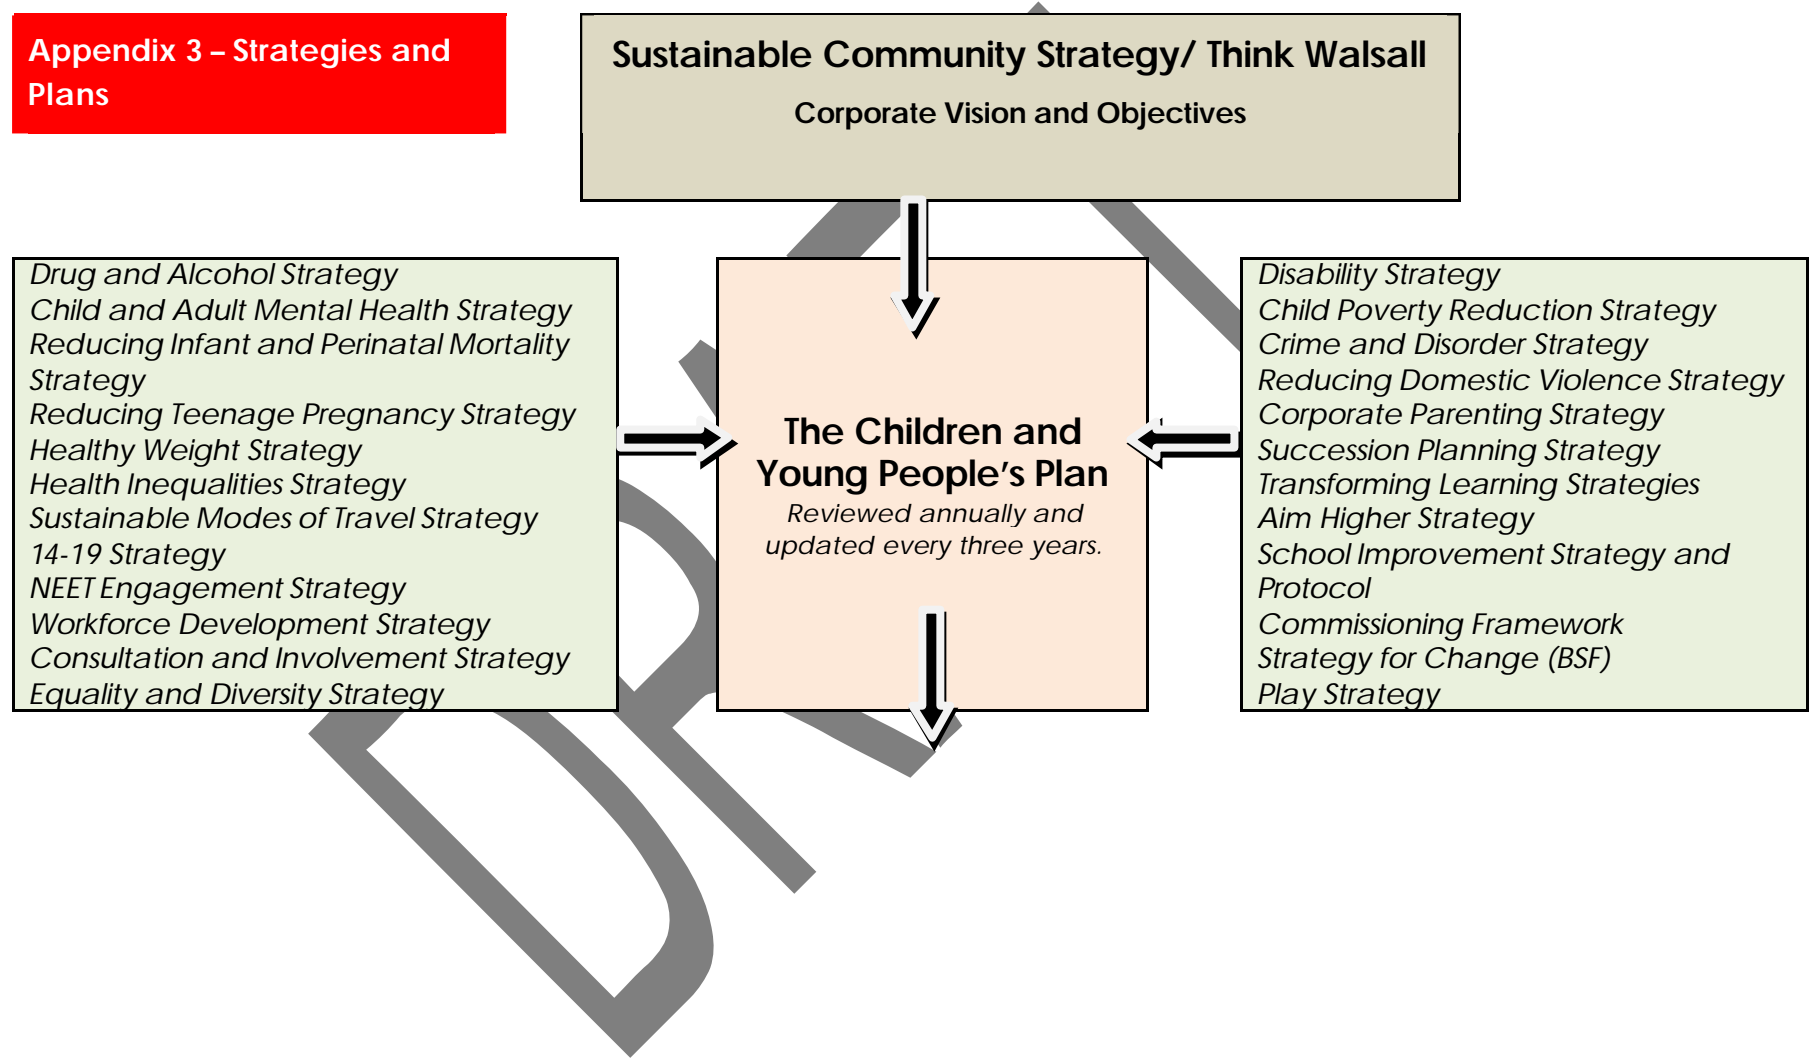 Appendix 3 – Strategies and
Plans
Sustainable Community Strategy/ Think Walsall
Corporate Vision and Objectives
Drug and Alcohol Strategy
Child and Adult Mental Health Strategy
Reducing Infant and Perinatal Mortality
Strategy
Reducing Teenage Pregnancy Strategy
Healthy Weight Strategy
Health Inequalities Strategy
Sustainable Modes of Travel Strategy
14-19 Strategy
NEET Engagement Strategy
Workforce Development Strategy
Consultation and Involvement Strategy
Equality and Diversity Strategy
The Children and
Young People’s Plan
Reviewed annually and
updated every three years.
Disability Strategy
Child Poverty Reduction Strategy
Crime and Disorder Strategy
Reducing Domestic Violence Strategy
Corporate Parenting Strategy
Succession Planning Strategy
Transforming Learning Strategies
Aim Higher Strategy
School Improvement Strategy and
Protocol
Commissioning Framework
Strategy for Change (BSF)
Play Strategy